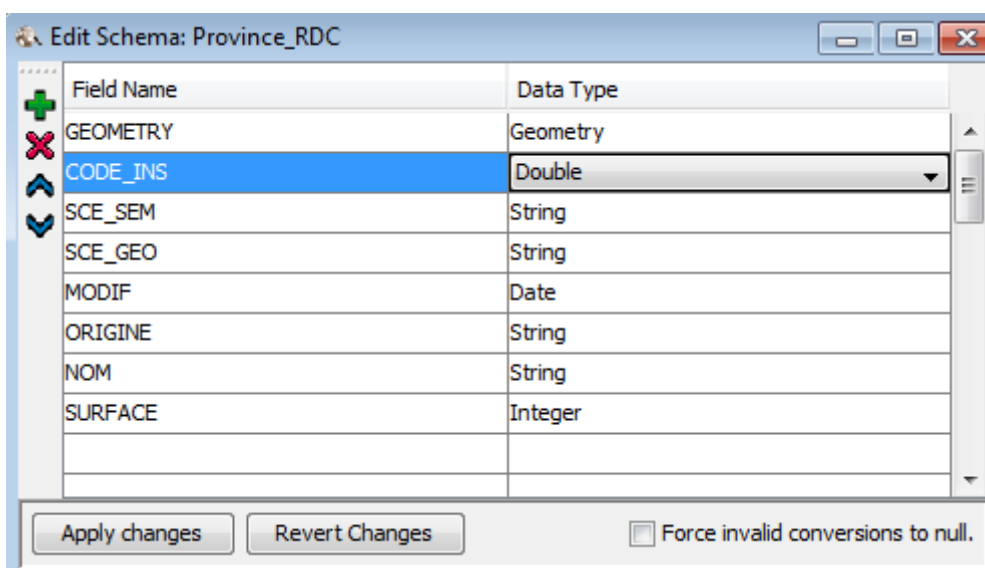 Edit Schema: Province_RDC
Field Name Data Type
GEOMETRY Geometry
CODE_INS Double
SCE_SEM String
SCE_GEO String
MODIF Date
ORIGINE String
NOM String
SURFACE Integer
Apply changes Revert Changes Force invalid conversions to null.